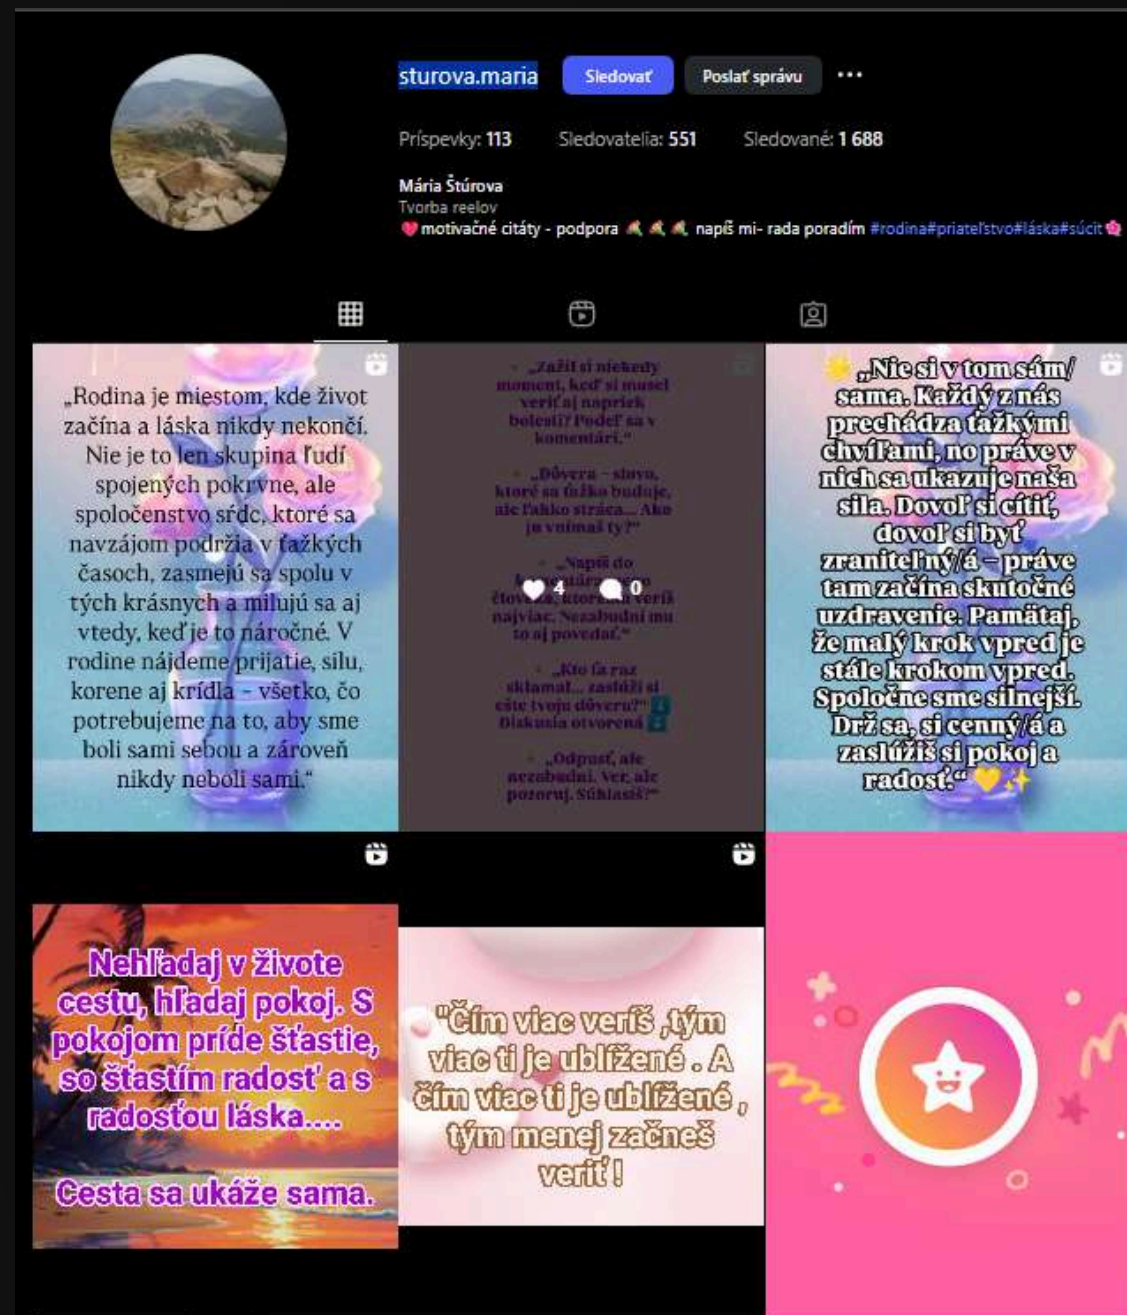 sturova.maria Sledovať Poslať správu
Príspevky: 113 Sledovatelia: 551 Sledované: 1 688
Mária Štúrova
Tvorba reelov
motivačné citáty - podpora napíš mi- rada poradím #rodina#priateľstvo#láska#súcit
„Rodina je miestom, kde život
začína a láska nikdy nekončí.
Nie je to len skupina ľudí
spojených pokrvne, ale
spoločenstvo sŕdc, ktoré sa
navzájom podržia v ťažkých
časoch, zasmejú sa spolu v
tých krásnych a milujú sa aj
vtedy, keď je to náročné. V
rodine nájdeme prijatie, silu,
korene aj krídla – všetko, čo
potrebujeme na to, aby sme
boli sami sebou a zároveň
nikdy neboli sami.“
„Zažil si niekedy
moment, keď si musel
veriť aj napriek
bolesti? Podeľ sa v
komentári.“
„Dôvera – slovo,
ktoré sa ťažko buduje,
ale ľahko stráca... Ako
ju vnímaš ty?“
„Napíš do
4 0
najviac. Nezabudni mu
to aj povedať.“
„Kto ťa raz
sklamal... zaslúži si
ešte tvoju dôveru?“
Diskusia otvorená
„Odpusť, ale
nezabudni. Ver, ale
pozoruj. Súhlasíš?“
„Nie si v tom sám/
sama. Každý z nás
prechádza ťažkými
chvíľami, no práve v
nich sa ukazuje naša
sila. Dovoľ si cítiť,
dovoľ si byť
zraniteľný/á – práve
tam začína skutočné
uzdravenie. Pamätaj,
že malý krok vpred je
stále krokom vpred.
Spoločne sme silnejší.
Drž sa, si cenný/á a
zaslúžiš si pokoj a
radosť.“
Nehľadaj v živote
cestu, hľadaj pokoj. S
pokojom príde šťastie,
so šťastím radosť a s
radosťou láska....
Cesta sa ukáže sama.
"Čím viac veríš ,tým
viac ti je ublížené . A
čím viac ti je ublížené ,
tým menej začneš
veriť !